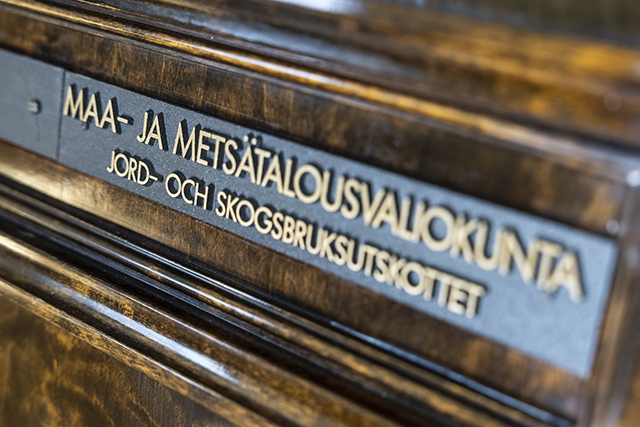 MAA- JA METSÄTALOUSVALIOKUNTA
JORD- OCH SKOGSBRUKSUTSKOTTET